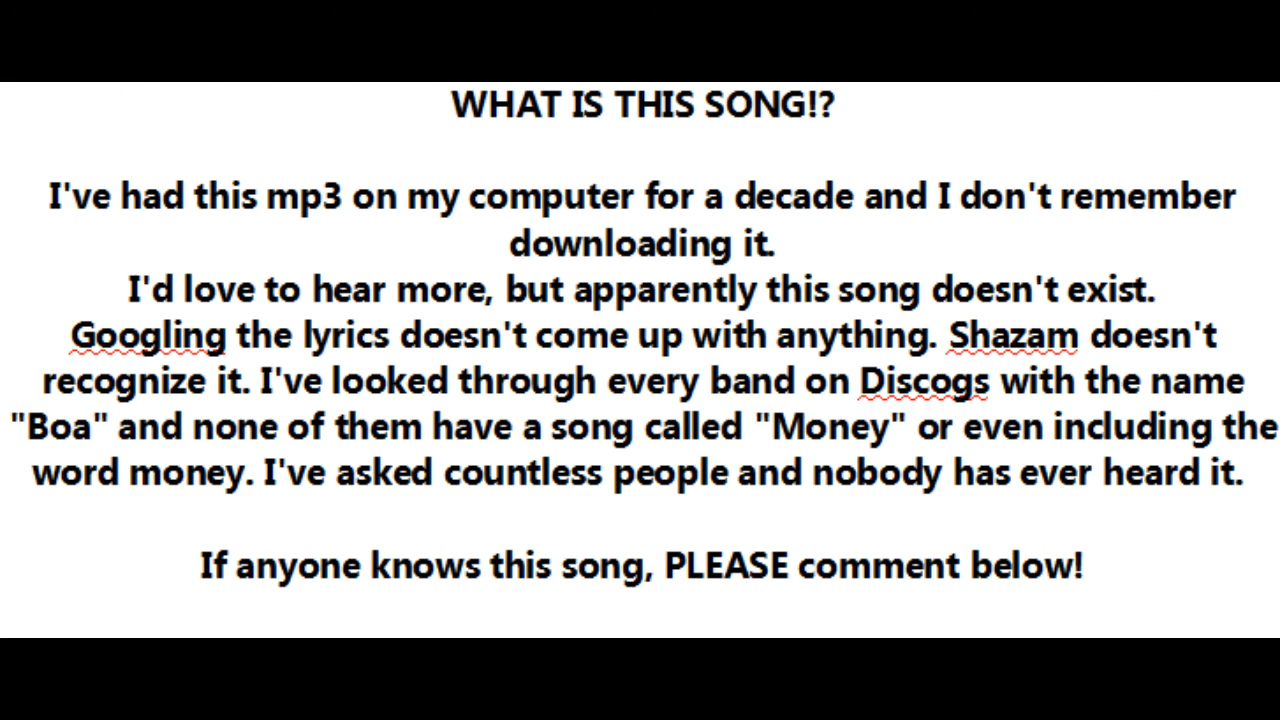 WHAT IS THIS SONG!?
I've had this mp3 on my computer for a decade and I don't remember
downloading it.
I'd love to hear more, but apparently this song doesn't exist.
Googling the lyrics doesn't come up with anything. Shazam doesn't
recognize it. I've looked through every band on Discogs with the name
"Boa" and none of them have a song called "Money" or even including the
word money. I've asked countless people and nobody has ever heard it.
If anyone knows this song, PLEASE comment below!